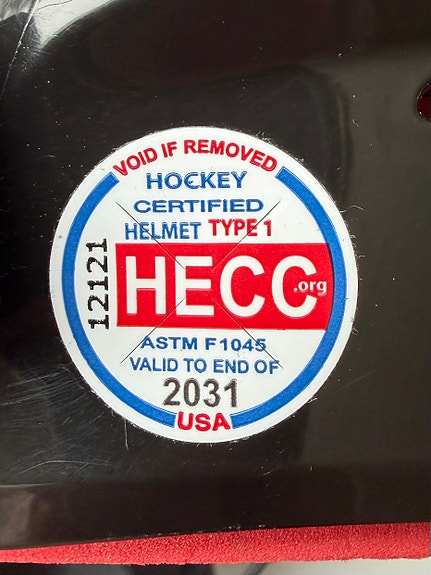 VOID IF REMOVED
HOCKEY
CERTIFIED
HELMET TYPE 1
12121
HECC.org
ASTM F1045
VALID TO END OF
2031
USA